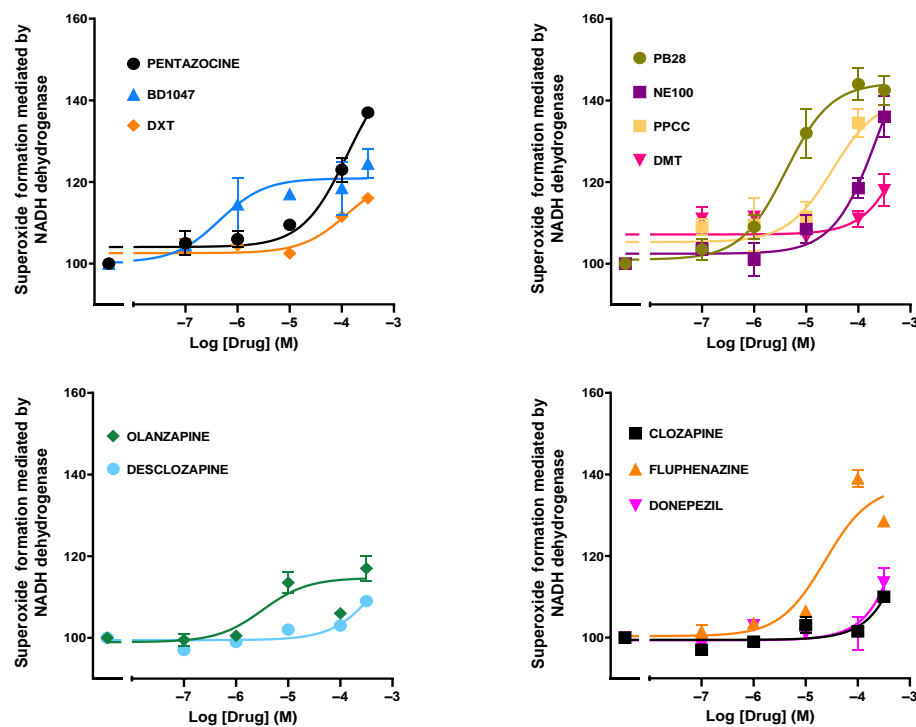 Superoxide formation mediated by
NADH dehydrogenase
160
140
120
100
PENTAZOCINE
BD1047
DXT
−7
−6
−5
−4
−3
Log [Drug] (M)
Superoxide formation mediated by
NADH dehydrogenase
160
140
120
100
PB28
NE100
PPCC
DMT
−7
−6
−5
−4
−3
Log [Drug] (M)
Superoxide formation mediated by
NADH dehydrogenase
160
140
120
100
OLANZAPINE
DESCLOZAPINE
−7
−6
−5
−4
−3
Log [Drug] (M)
Superoxide formation mediated by
NADH dehydrogenase
160
140
120
100
CLOZAPINE
FLUPHENAZINE
DONEPEZIL
−7
−6
−5
−4
−3
Log [Drug] (M)